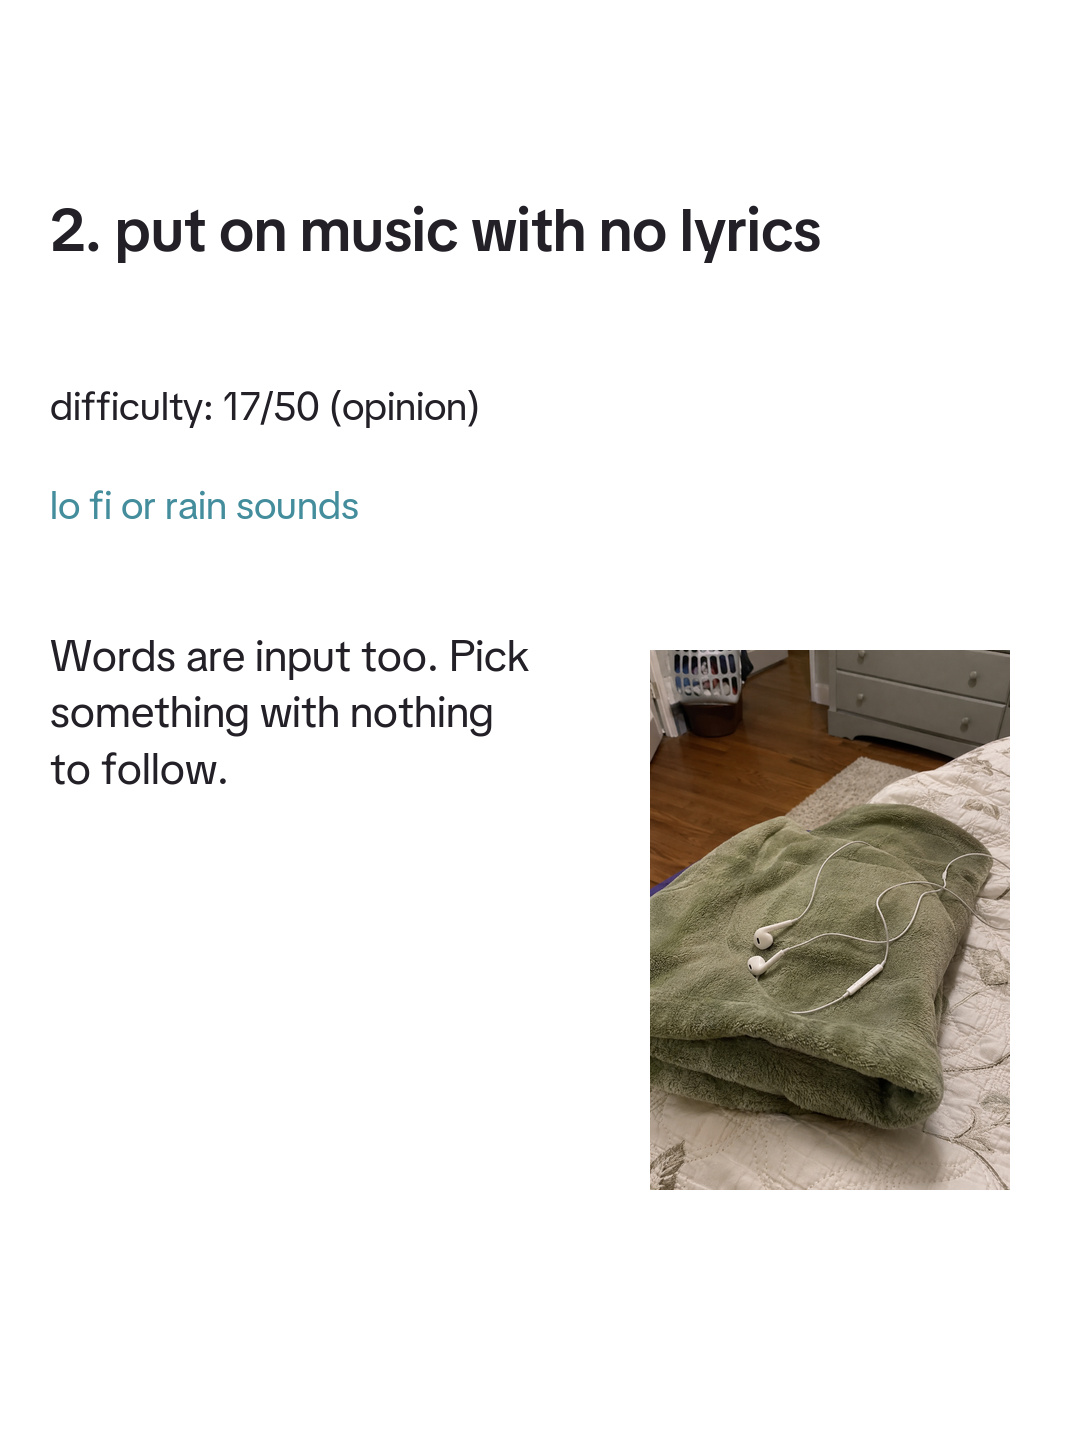 2. put on music with no lyrics
difficulty: 17/50 (opinion)
lo fi or rain sounds
Words are input too. Pick
something with nothing
to follow.